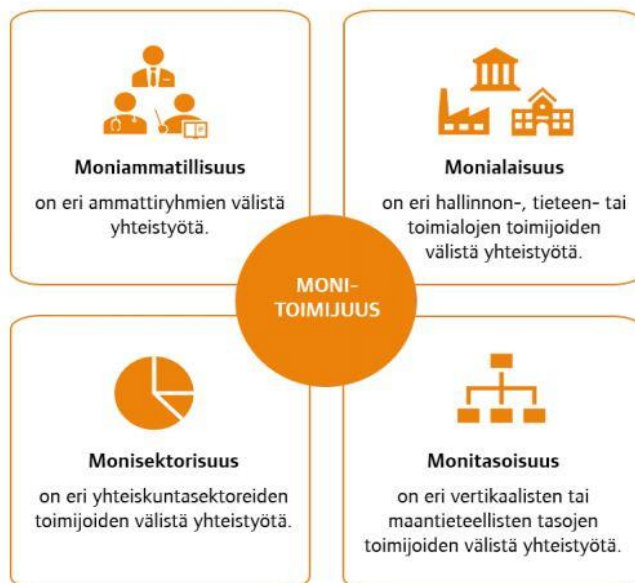 Moniammatillisuus
on eri ammattiryhmien välistä
yhteistyötä.
Monialaisuus
on eri hallinnon-, tieteen- tai
toimialojen toimijoiden
välistä yhteistyötä.
MONI-
TOIMIJUUS
Monisektorisuus
on eri yhteiskuntasektoreiden
toimijoiden välistä yhteistyötä.
Monitasoisuus
on eri vertikaalisten tai
maantieteellisten tasojen
toimijoiden välistä yhteistyötä.